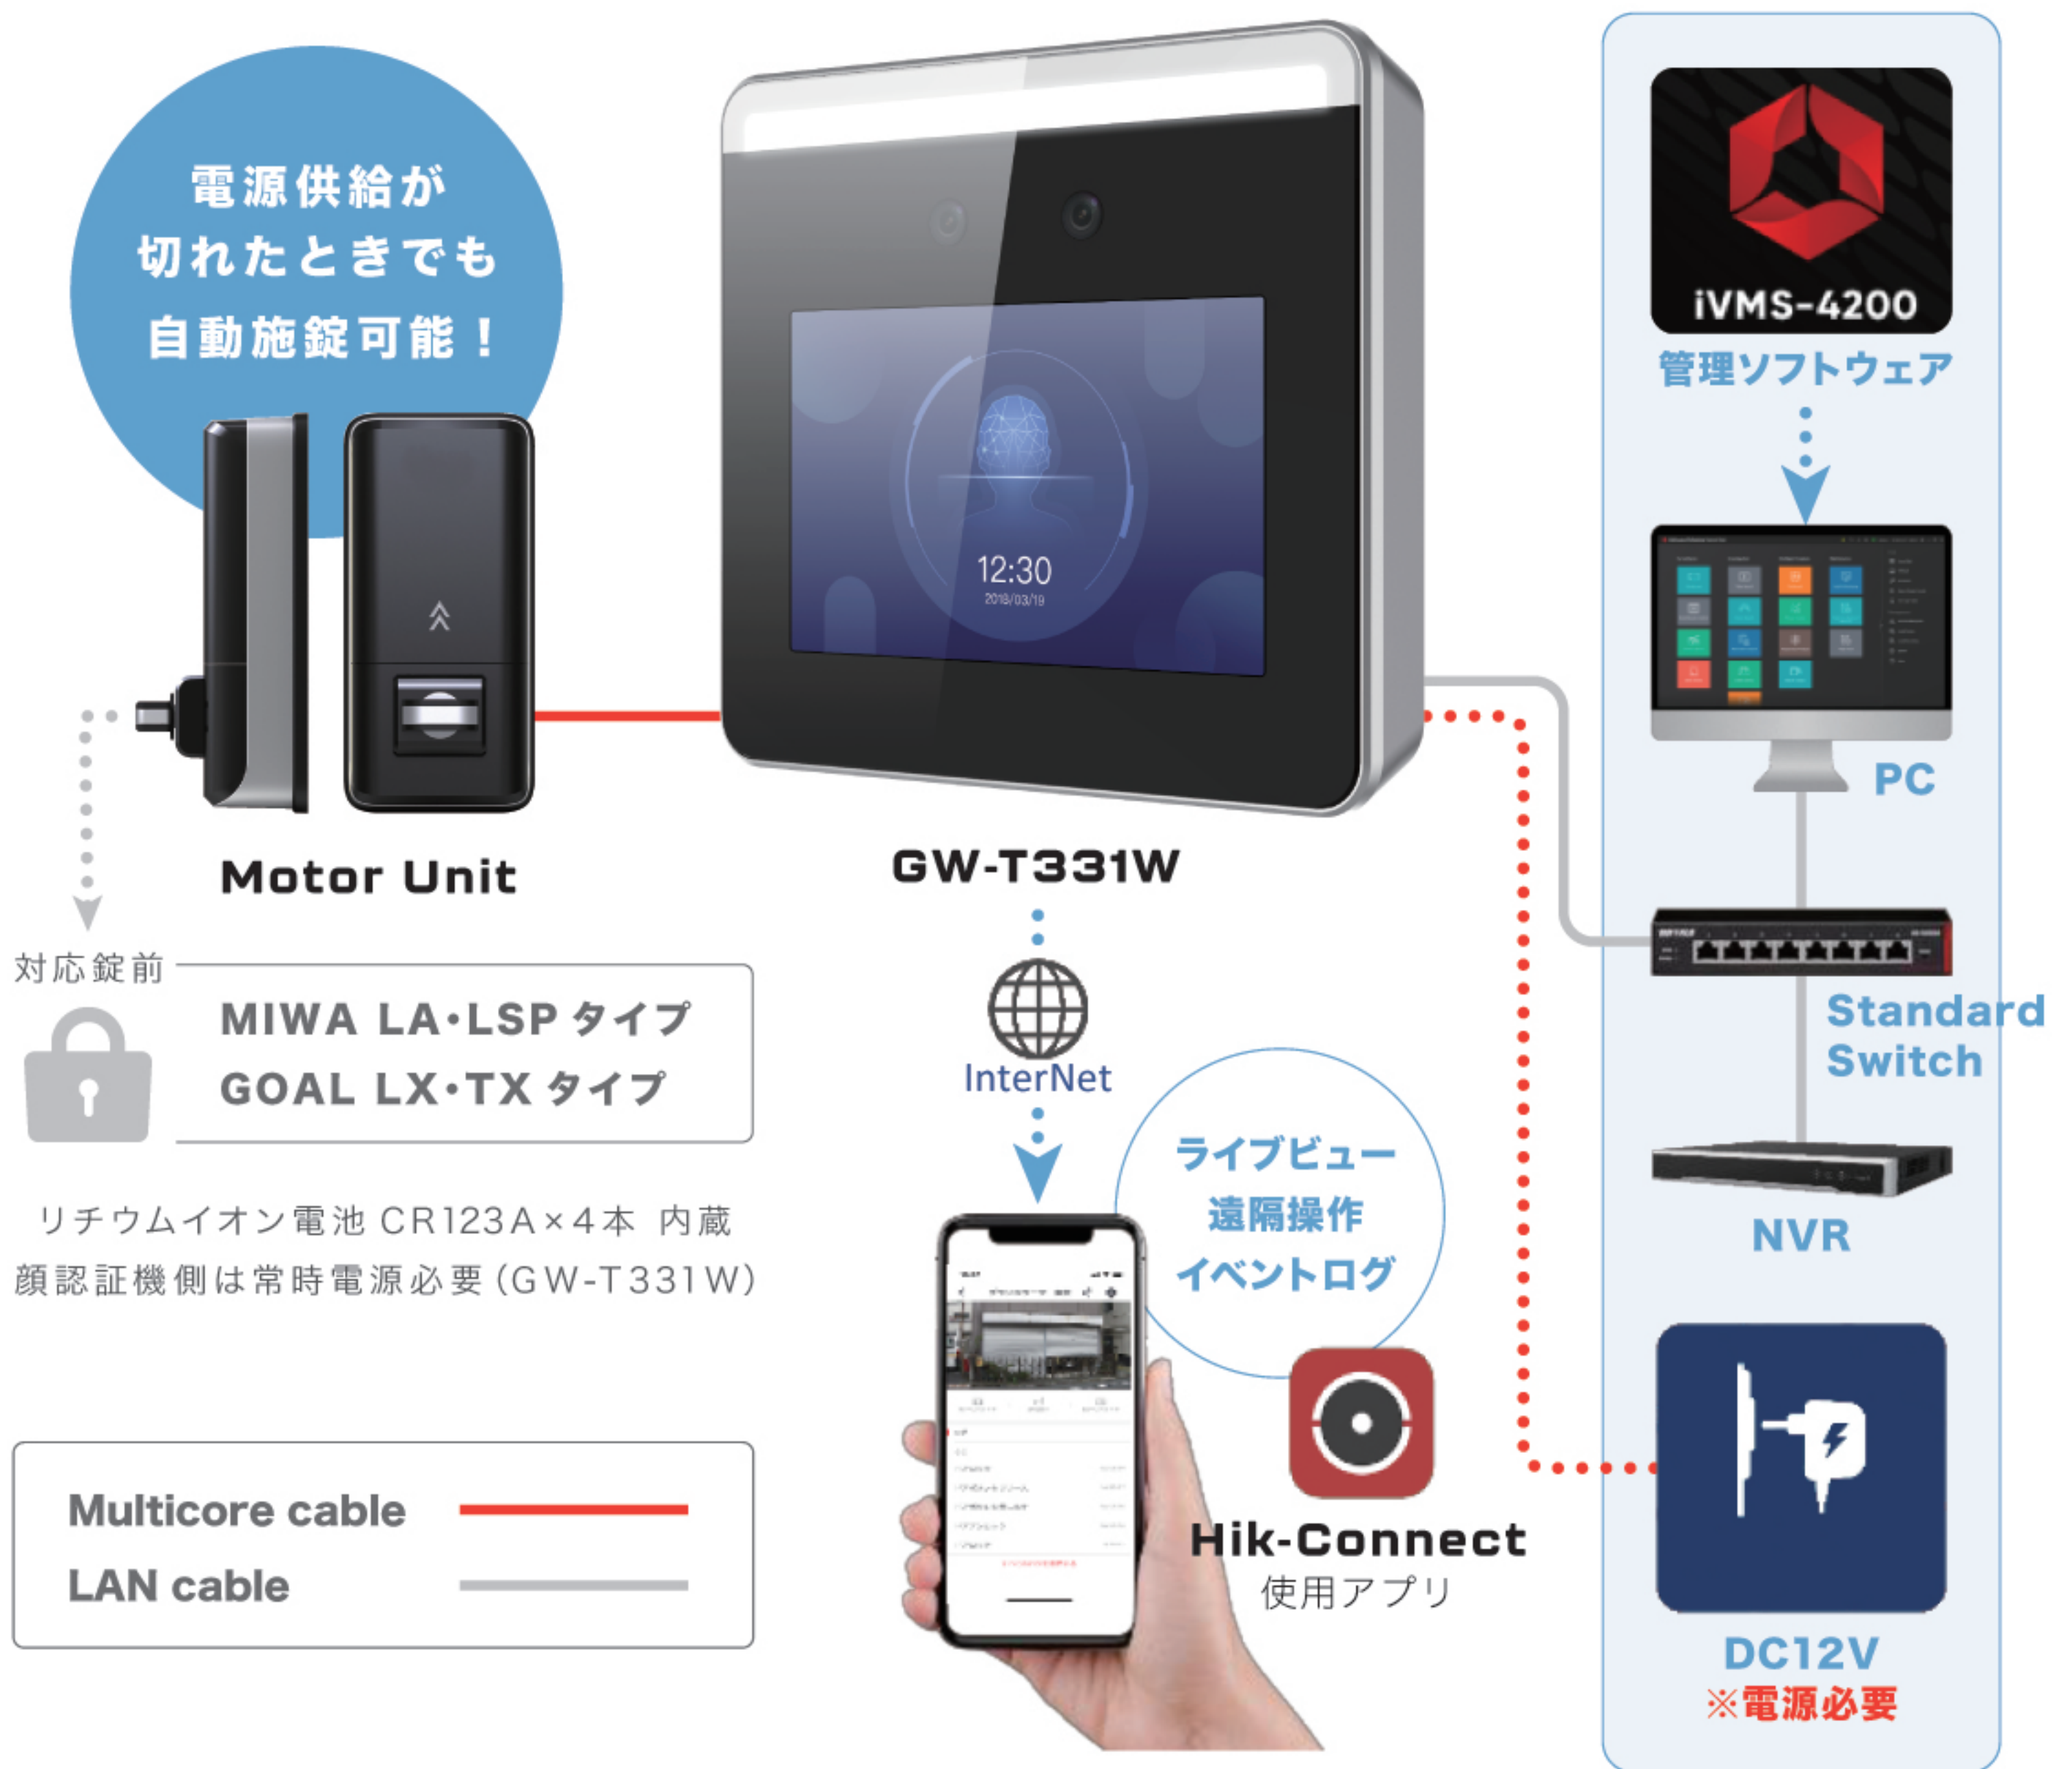 電源供給が
切れたときでも
自動施錠可能！
12:30
2018/03/19
iVMS-4200
管理ソフトウェア
PC
Motor Unit
GW-T331W
対応錠前
MIWA LA・LSP タイプ
GOAL LX・TX タイプ
InterNet
Standard
Switch
ライブビュー
遠隔操作
イベントログ
リチウムイオン電池 CR123A×4本 内蔵
顔認証機側は常時電源必要（GW-T331W）
NVR
Multicore cable
LAN cable
Hik-Connect
使用アプリ
DC12V
※電源必要